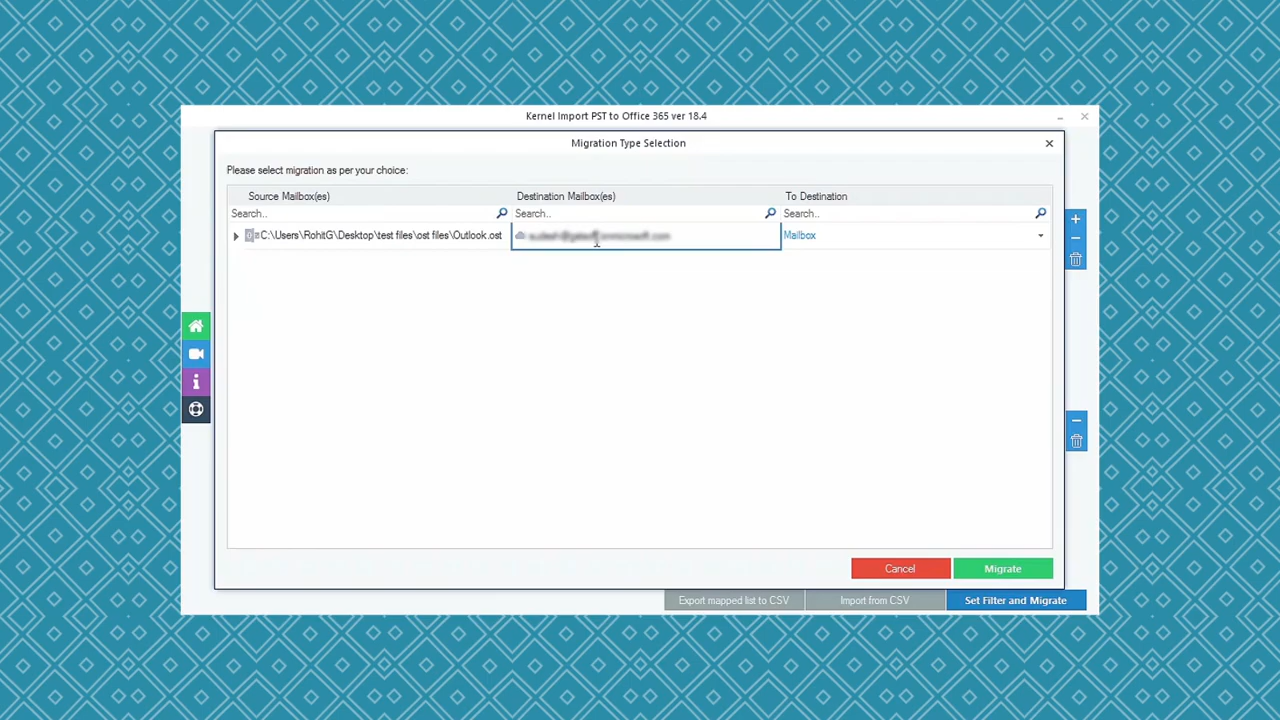 Kernel Import PST to Office 365 ver 18.4
Migration Type Selection
Please select migration as per your choice:
Source Mailbox(es) Destination Mailbox(es) To Destination
Search.. Search.. Search..
C:\Users\RohitG\Desktop\test files\ost files\Outlook.ost Mailbox
Cancel Migrate
Export mapped list to CSV Import from CSV Set Filter and Migrate